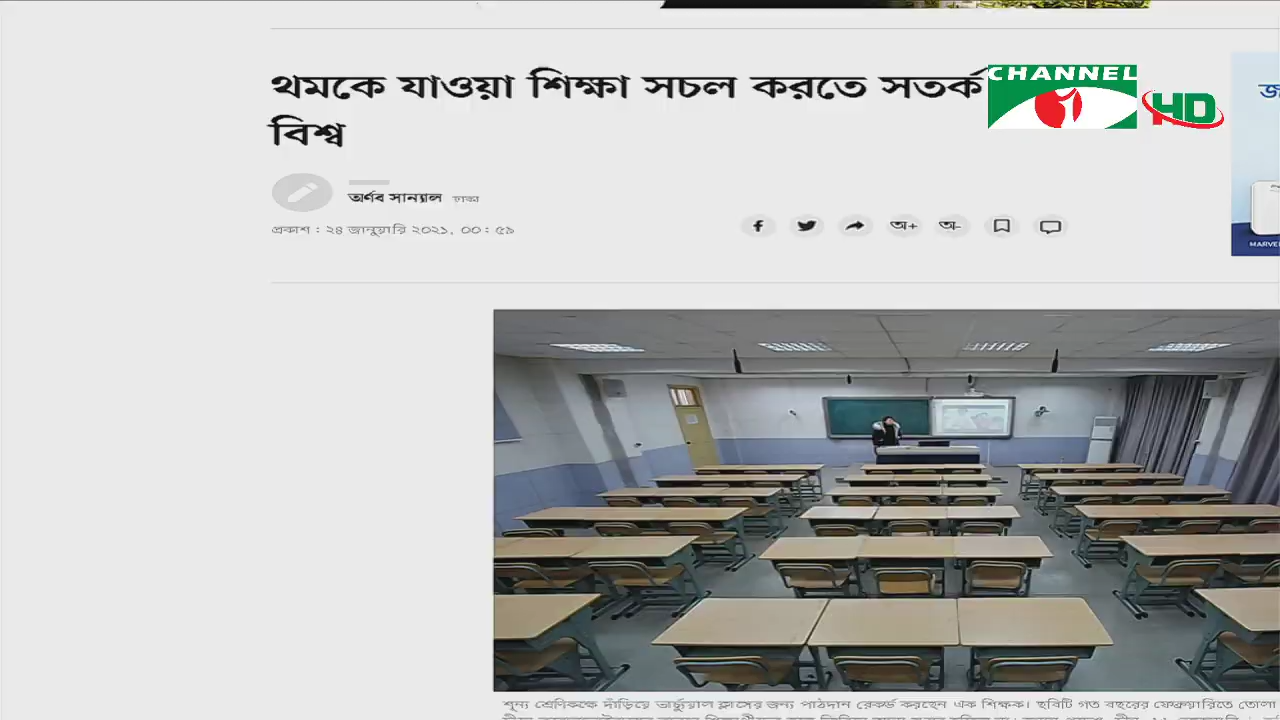 থমকে যাওয়া শিক্ষা সচল করতে সতর্ক
বিশ্ব
CHANNEL
HD
অর্ণব সান্যাল ঢাকা
প্রকাশ : ২৪ জানুয়ারি ২০২১, ০০ : ৫৯
অ+ অ-
MARVE
শূন্য শ্রেণিকক্ষে দাঁড়িয়ে ভার্চুয়াল ক্লাসের জন্য পাঠদান রেকর্ড করছেন এক শিক্ষক। ছবিটি গত বছরের ফেব্রুয়ারিতে তোলা